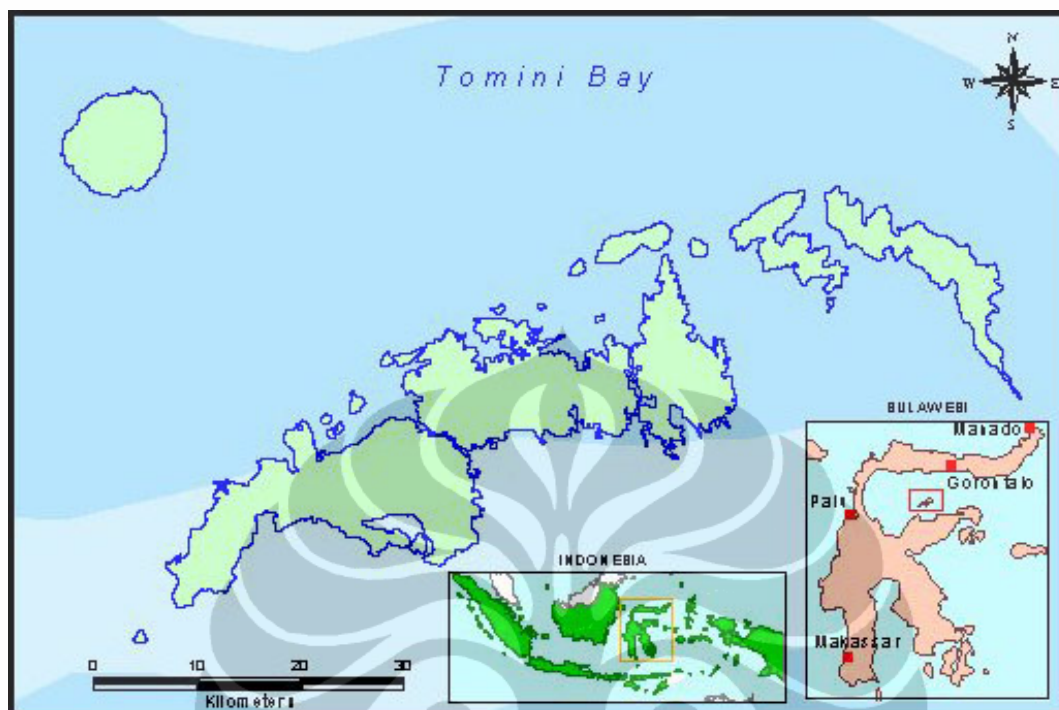 Tomini Bay
N
W E
S
SULAWESI
Manado
Gorontalo
Palu
Makassar
INDONESIA
0 10 20 30
Kilometers